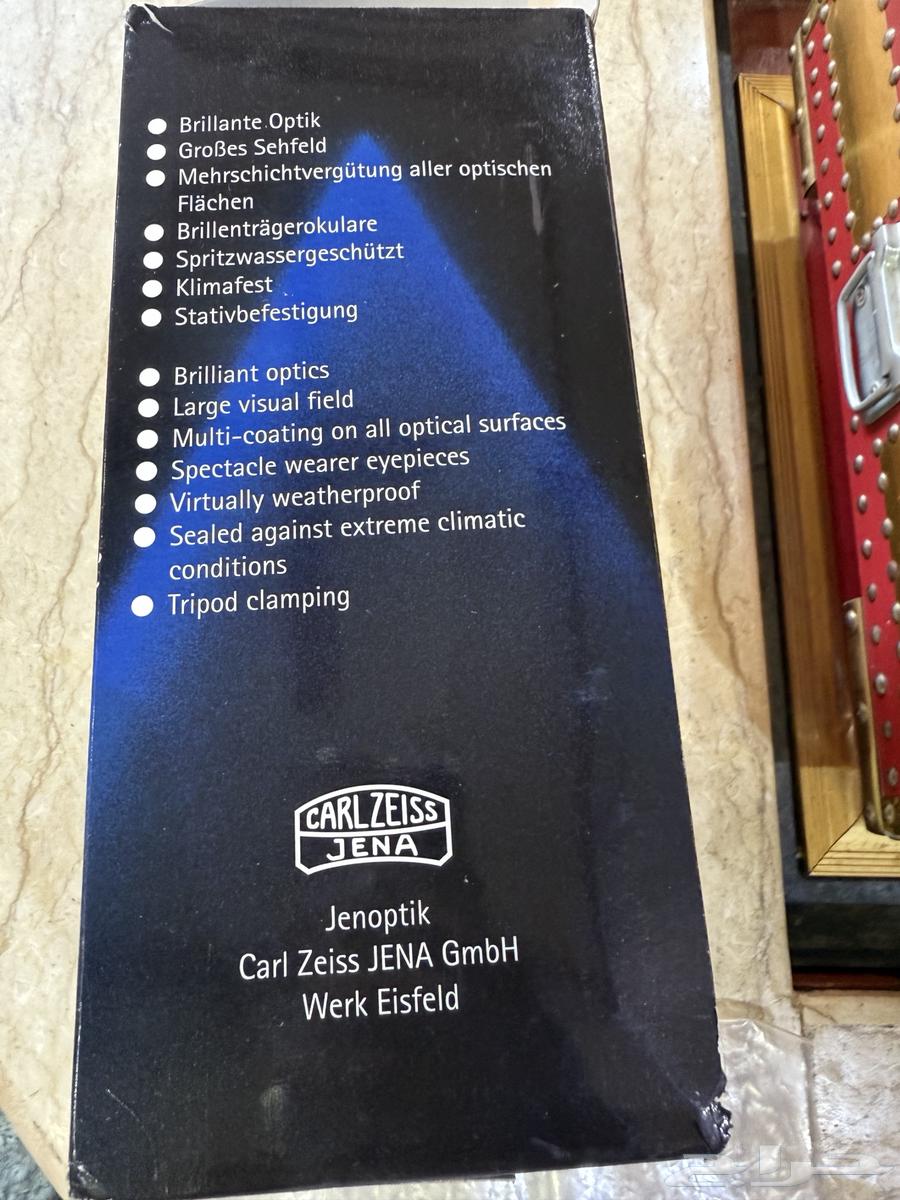 Brillante Optik
Großes Sehfeld
Mehrschichtvergütung aller optischen
Flächen
Brillenträgerokulare
Spritzwassergeschützt
Klimafest
Stativbefestigung
Brilliant optics
Large visual field
Multi-coating on all optical surfaces
Spectacle wearer eyepieces
Virtually weatherproof
Sealed against extreme climatic
conditions
Tripod clamping
CARL ZEISS
JENA
Jenoptik
Carl Zeiss JENA GmbH
Werk Eisfeld
حراج